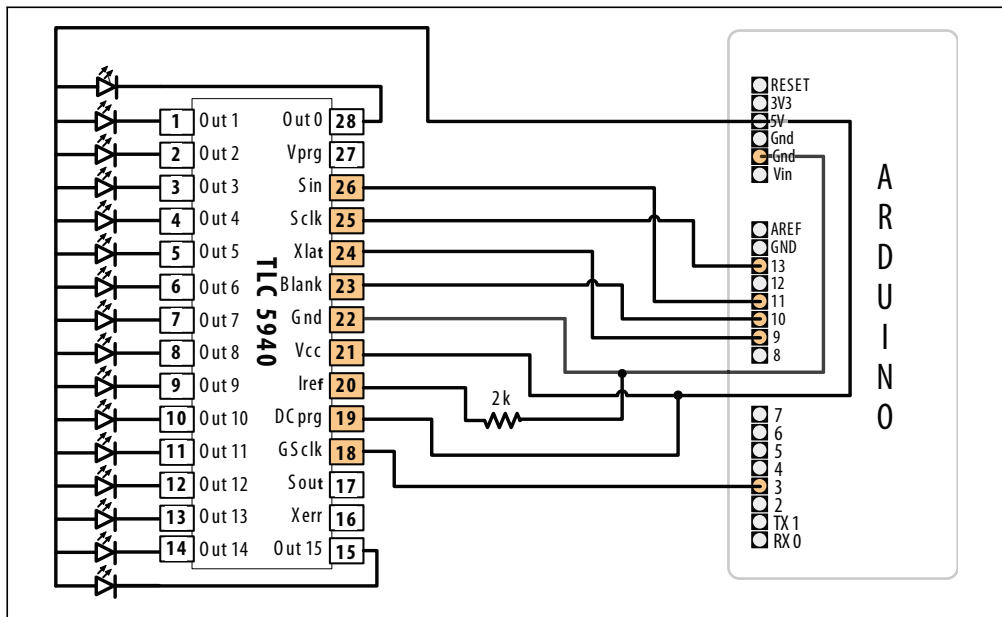 1 Out 1
2 Out 2
3 Out 3
4 Out 4
5 Out 5
6 Out 6
7 Out 7
8 Out 8
9 Out 9
10 Out 10
11 Out 11
12 Out 12
13 Out 13
14 Out 14
TLC 5940
Out 0 28
Vprg 27
Sin 26
Sclk 25
Xlat 24
Blank 23
Gnd 22
Vcc 21
Iref 20
DCprg 19
GSclk 18
Sout 17
Xerr 16
Out 15 15
2k
RESET
3V3
5V
Gnd
Gnd
Vin
AREF
GND
13
12
11
10
9
8
7
6
5
4
3
2
TX 1
RX 0
ARDUINO